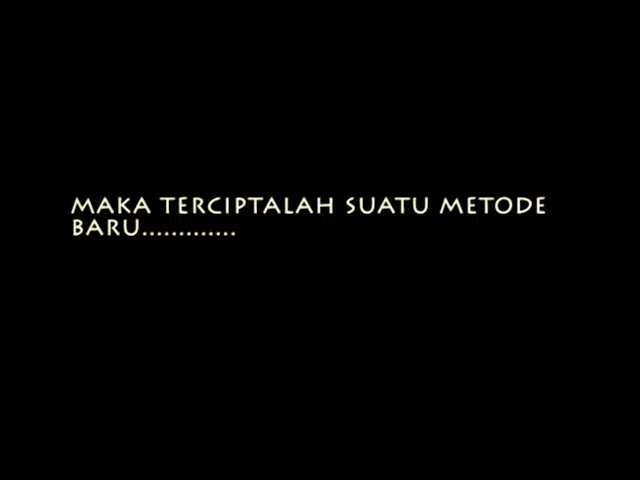 MAKA TERCIPTALAH SUATU METODE
BARU.............